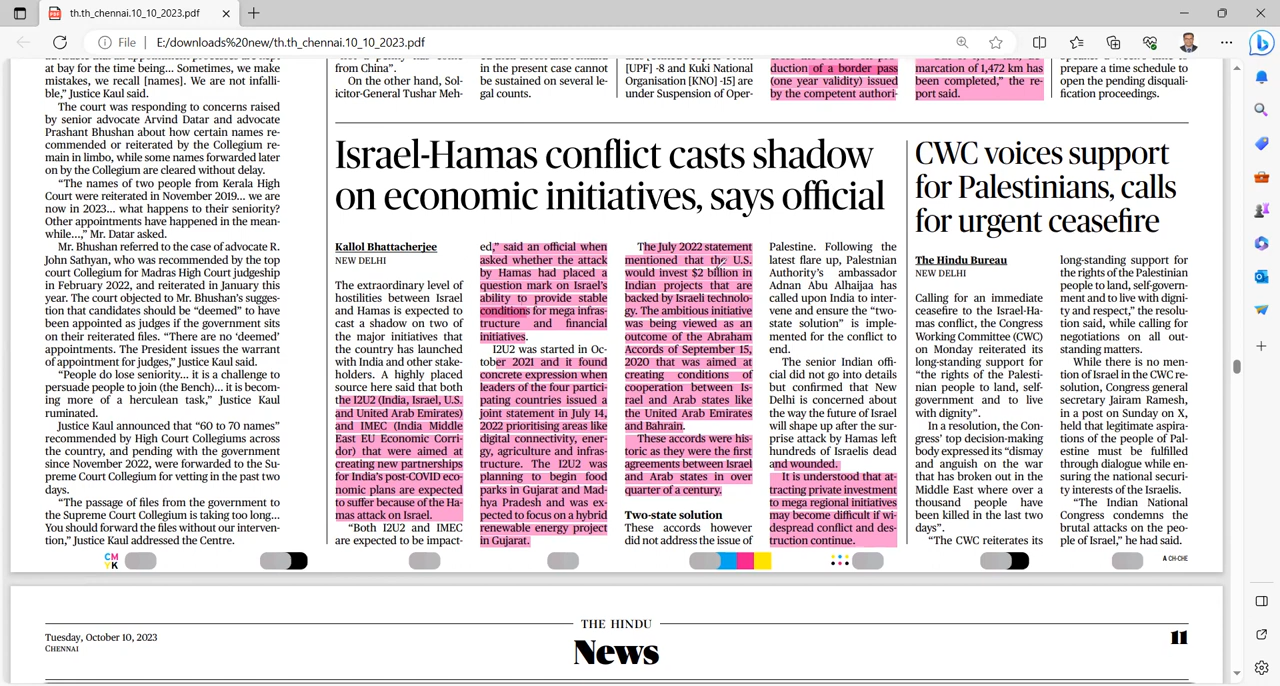 th.th_chennai.10_10_2023.pdf
File
E:/downloads%20new/th.th_chennai.10_10_2023.pdf
at bay for the time being... Sometimes, we make
mistakes, we recall [names]. We are not infalli-
ble,” Justice Kaul said.
The court was responding to concerns raised
by senior advocate Arvind Datar and advocate
Prashant Bhushan about how certain names re-
commended or reiterated by the Collegium re-
main in limbo, while some names forwarded later
on by the Collegium are cleared without delay.
“The names of two people from Kerala High
Court were reiterated in November 2019... we are
now in 2023... what happens to their seniority?
Other appointments have happened in the mean-
while...,” Mr. Datar asked.
Mr. Bhushan referred to the case of advocate R.
John Sathyan, who was recommended by the top
court Collegium for Madras High Court judgeship
in February 2022, and reiterated in January this
year. The court objected to Mr. Bhushan’s sugges-
tion that candidates should be “deemed” to have
been appointed as judges if the government sits
on their reiterated files. “There are no ‘deemed’
appointments. The President issues the warrant
of appointment for judges,” Justice Kaul said.
“People do lose seniority... it is a challenge to
persuade people to join (the Bench)... it is becom-
ing more of a herculean task,” Justice Kaul
ruminated.
Justice Kaul announced that “60 to 70 names”
recommended by High Court Collegiums across
the country, and pending with the government
since November 2022, were forwarded to the Su-
preme Court Collegium for vetting in the past two
days.
“The passage of files from the government to
the Supreme Court Collegium is taking too long...
You should forward the files without our interven-
tion,” Justice Kaul addressed the Centre.
from China”.
On the other hand, Sol-
icitor-General Tushar Meh-
in the present case cannot
be sustained on several le-
gal counts.
[UPF] -8 and Kuki National
Organisation [KNO] -15] are
under Suspension of Oper-
duction of a border pass
(one year validity) issued
by the competent authori-
marcation of 1,472 km has
been completed,” the re-
port said.
prepare a time schedule to
open the pending disquali-
fication proceedings.
Israel-Hamas conflict casts shadow
on economic initiatives, says official
Kallol Bhattacherjee
NEW DELHI
The extraordinary level of
hostilities between Israel
and Hamas is expected to
cast a shadow on two of
the major initiatives that
the country has launched
with India and other stake-
holders. A highly placed
source here said that both
the I2U2 (India, Israel, U.S.
and United Arab Emirates)
and IMEC (India Middle
East EU Economic Corri-
dor) that were aimed at
creating new partnerships
for India’s post-COVID eco-
nomic plans are expected
to suffer because of the Ha-
mas attack on Israel.
“Both I2U2 and IMEC
are expected to be impact-
ed,” said an official when
asked whether the attack
by Hamas had placed a
question mark on Israel’s
ability to provide stable
conditions for mega infras-
tructure and financial
initiatives.
I2U2 was started in Oc-
tober 2021 and it found
concrete expression when
leaders of the four partici-
pating countries issued a
joint statement in July 14,
2022 prioritising areas like
digital connectivity, ener-
gy, agriculture and infras-
tructure. The I2U2 was
planning to begin food
parks in Gujarat and Mad-
hya Pradesh and was ex-
pected to focus on a hybrid
renewable energy project
in Gujarat.
The July 2022 statement
mentioned that the U.S.
would invest $2 billion in
Indian projects that are
backed by Israeli technolo-
gy. The ambitious initiative
was being viewed as an
outcome of the Abraham
Accords of September 15,
2020 that was aimed at
creating conditions of
cooperation between Is-
rael and Arab states like
the United Arab Emirates
and Bahrain.
These accords were his-
toric as they were the first
agreements between Israel
and Arab states in over
quarter of a century.
Two-state solution
These accords however
did not address the issue of
Palestine. Following the
latest flare up, Palestnian
Authority’s ambassador
Adnan Abu Alhaijaa has
called upon India to inter-
vene and ensure the “two-
state solution” is imple-
mented for the conflict to
end.
The senior Indian offi-
cial did not go into details
but confirmed that New
Delhi is concerned about
the way the future of Israel
will shape up after the sur-
prise attack by Hamas left
hundreds of Israelis dead
and wounded.
It is understood that at-
tracting private investment
to mega regional initiatives
may become difficult if wi-
despread conflict and des-
truction continue.
CWC voices support
for Palestinians, calls
for urgent ceasefire
The Hindu Bureau
NEW DELHI
Calling for an immediate
ceasefire to the Israel-Ha-
mas conflict, the Congress
Working Committee (CWC)
on Monday reiterated its
long-standing support for
“the rights of the Palestini-
an people to land, self-
government and to live
with dignity”.
In a resolution, the Con-
gress’ top decision-making
body expressed its “dismay
and anguish on the war
that has broken out in the
Middle East where over a
thousand people have
been killed in the last two
days”.
“The CWC reiterates its
long-standing support for
the rights of the Palestinian
people to land, self-govern-
ment and to live with digni-
ty and respect,” the resolu-
tion said, while calling for
negotiations on all out-
standing matters.
While there is no men-
tion of Israel in the CWC re-
solution, Congress general
secretary Jairam Ramesh,
in a post on Sunday on X,
held that legitimate aspira-
tions of the people of Pal-
estine must be fulfilled
through dialogue while en-
suring the national securi-
ty interests of the Israelis.
“The Indian National
Congress condemns the
brutal attacks on the peo-
ple of Israel,” he had said.
CM
YK
A CH-CHE
THE HINDU
Tuesday, October 10, 2023
CHENNAI
News
11